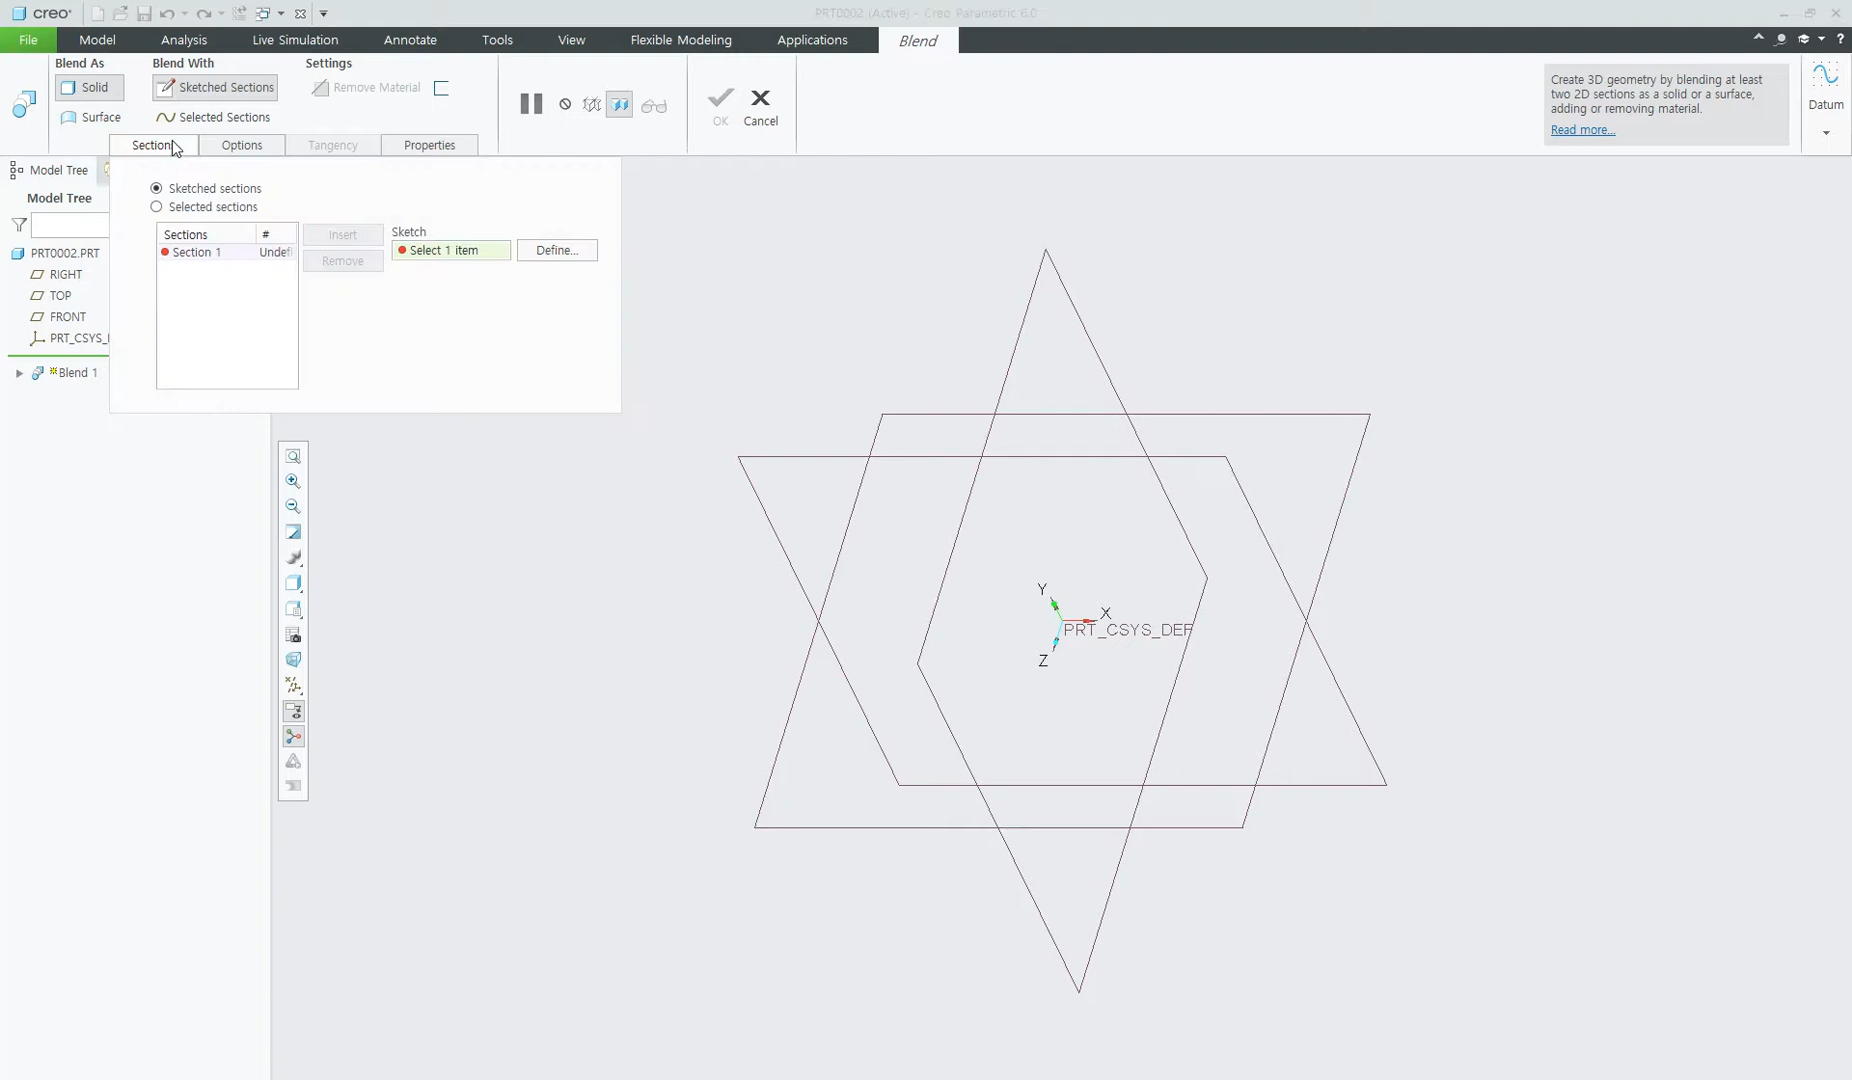 creo
PRT0002 (Active) - Creo Parametric 6.0
File Model Analysis Live Simulation Annotate Tools View Flexible Modeling Applications Blend
Blend As Blend With Settings
Solid Sketched Sections Remove Material
Surface Selected Sections
OK Cancel
Create 3D geometry by blending at least
two 2D sections as a solid or a surface,
adding or removing material.
Read more...
Datum
Section Options Tangency Properties
Model Tree
Model Tree
Sketched sections
Selected sections
Sections #
Section 1 Undefi
Insert
Remove
Sketch
Select 1 item Define...
PRT0002.PRT
RIGHT
TOP
FRONT
PRT_CSYS_
Blend 1
Y
X
PRT_CSYS_DEF
Z